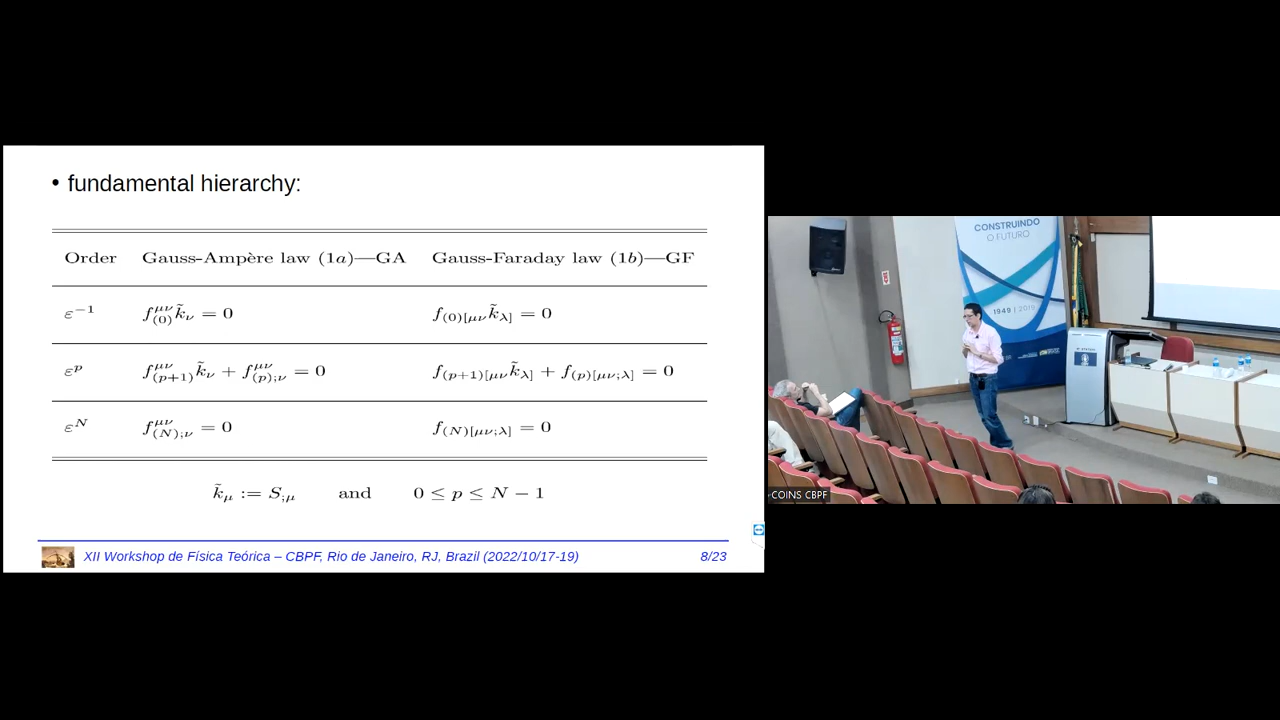 • fundamental hierarchy:
Order Gauss-Ampère law (1a)—GA Gauss-Faraday law (1b)—GF
ε⁻¹ f^{μν}_{(0)} k̃_ν = 0 f_{(0)[μν} k̃_{λ]} = 0
ε^p f^{μν}_{(p+1)} k̃_ν + f^{μν}_{(p);ν} = 0 f_{(p+1)[μν} k̃_{λ]} + f_{(p)[μν;λ]} = 0
ε^N f^{μν}_{(N);ν} = 0 f_{(N)[μν;λ]} = 0
k̃_μ := S_{;μ} and 0 ≤ p ≤ N − 1
XII Workshop de Física Teórica – CBPF, Rio de Janeiro, RJ, Brazil (2022/10/17-19) 8/23
CONSTRUINDO
O FUTURO
1949 | 2019
COINS CBPF